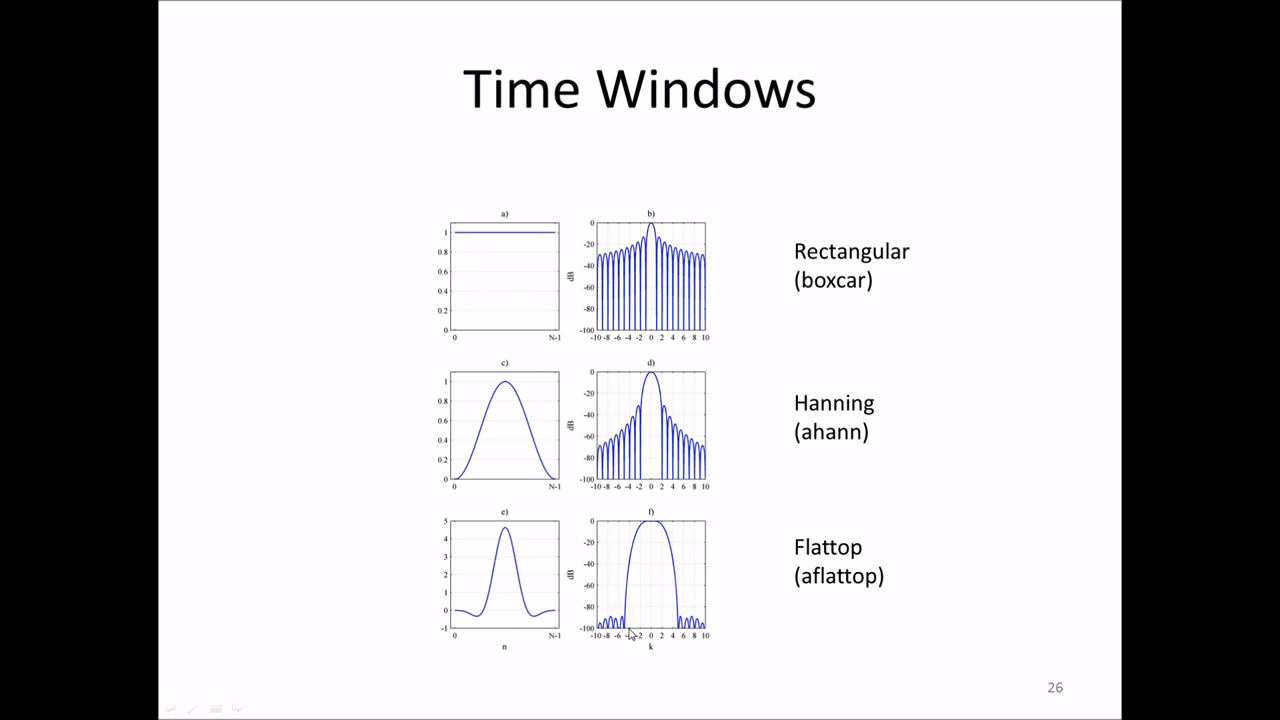 Time Windows
a)
1
0.8
0.6
0.4
0.2
0
0 N-1
b)
dB
0
-20
-40
-60
-80
-100
-10 -8 -6 -4 -2 0 2 4 6 8 10
Rectangular
(boxcar)
c)
1
0.8
0.6
0.4
0.2
0
0 N-1
d)
dB
0
-20
-40
-60
-80
-100
-10 -8 -6 -4 -2 0 2 4 6 8 10
Hanning
(ahann)
e)
5
4
3
2
1
0
-1
0 N-1
n
f)
dB
0
-20
-40
-60
-80
-100
-10 -8 -6 -2 0 2 4 6 8 10
k
Flattop
(aflattop)
26